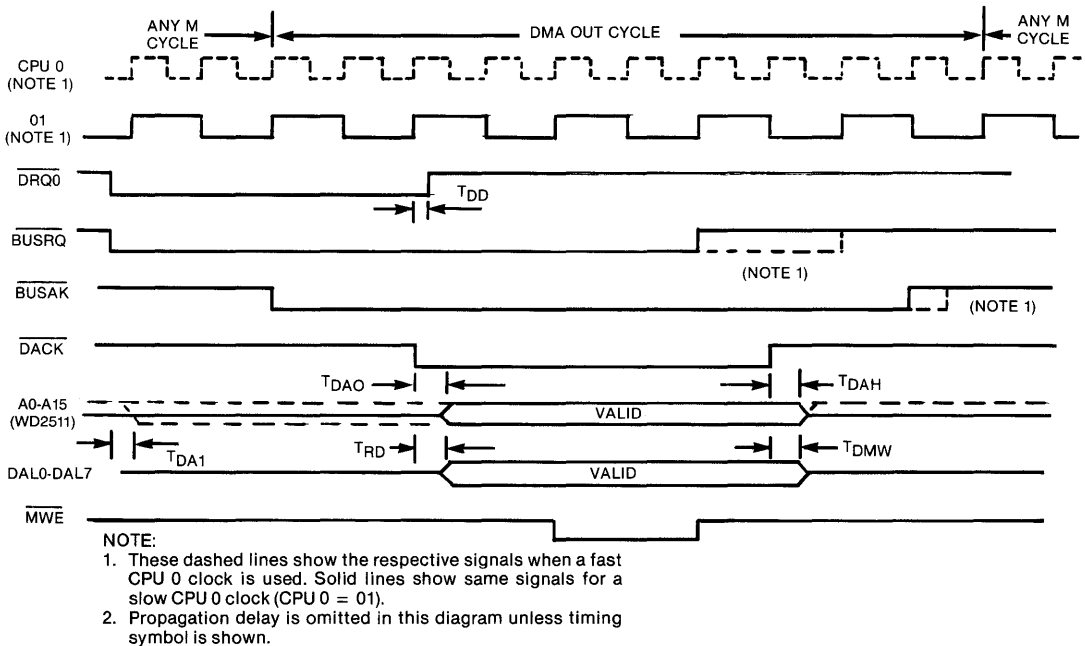 ANY M
CYCLE
DMA OUT CYCLE
ANY M
CYCLE
CPU 0
(NOTE 1)
01
(NOTE 1)
DRQ0
TDD
BUSRQ
(NOTE 1)
BUSAK
(NOTE 1)
DACK
TDAO
TDAH
A0-A15
(WD2511)
VALID
TDA1
TRD
TDMW
DAL0-DAL7
VALID
MWE
NOTE:
1. These dashed lines show the respective signals when a fast
CPU 0 clock is used. Solid lines show same signals for a
slow CPU 0 clock (CPU 0 = 01).
2. Propagation delay is omitted in this diagram unless timing
symbol is shown.